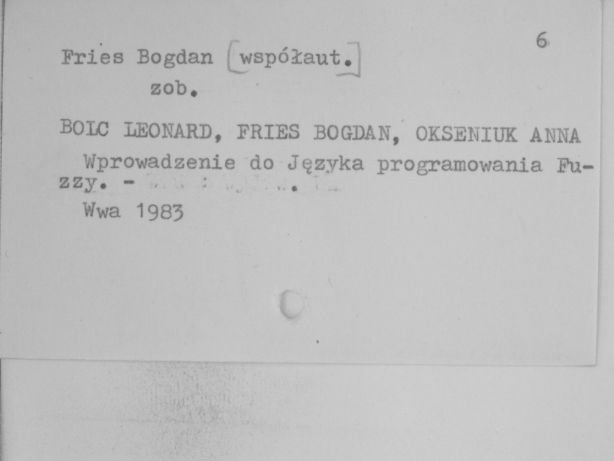 6
Fries Bogdan [współaut.]
zob.
BOLC LEONARD, FRIES BOGDAN, OKSENIUK ANNA
Wprowadzenie do Języka programowania Fu-
zzy. -
Wwa 1983